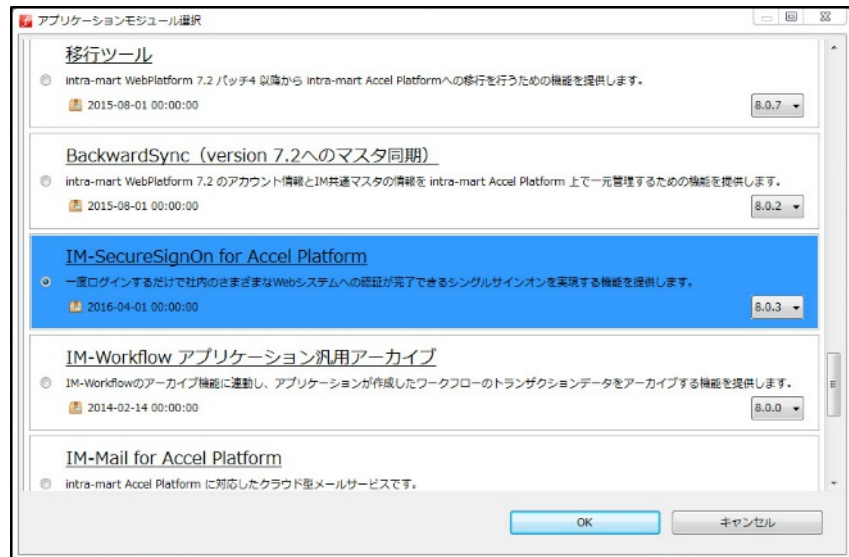 アプリケーションモジュール選択
移行ツール
intra-mart WebPlatform 7.2 パッチ4 以降から intra-mart Accel Platformへの移行を行うための機能を提供します。
2015-08-01 00:00:00
8.0.7
BackwardSync（version 7.2へのマスタ同期）
intra-mart WebPlatform 7.2 のアカウント情報とIM共通マスタの情報を intra-mart Accel Platform 上で一元管理するための機能を提供します。
2015-08-01 00:00:00
8.0.2
IM-SecureSignOn for Accel Platform
一度ログインするだけで社内のさまざまなWebシステムへの認証が完了できるシングルサインオンを実現する機能を提供します。
2016-04-01 00:00:00
8.0.3
IM-Workflow アプリケーション汎用アーカイブ
IM-Workflowのアーカイブ機能に連動し、アプリケーションが作成したワークフローのトランザクションデータをアーカイブする機能を提供します。
2014-02-14 00:00:00
8.0.0
IM-Mail for Accel Platform
intra-mart Accel Platform に対応したクラウド型メールサービスです。
OK
キャンセル